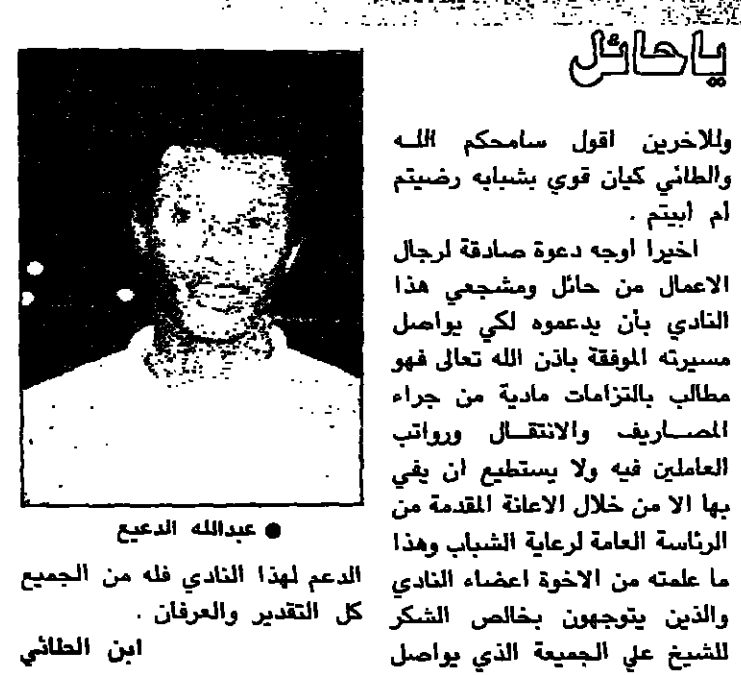 ياحائل
وللاخرين اقول سامحكم الله
والطائي كيان قوي بشبابه رضيتم
أم أبيتم .
اخيرا أوجه دعوة صادقة لرجال
الاعمال من حائل ومشجعي هذا
النادي بأن يدعموه لكي يواصل
مسيرته الموفقة باذن الله تعالى فهو
مطالب بالتزامات مادية من جراء
المصاريف والانتقال ورواتب
العاملين فيه ولا يستطيع ان يفي
بها الا من خلال الاعانة المقدمة من
الرئاسة العامة لرعاية الشباب وهذا
ما علمته من الاخوة اعضاء النادي
والذين يتوجهون بخالص الشكر
للشيخ علي الجميعة الذي يواصل
● عبدالله الدعيع
الدعم لهذا النادي فله من الجميع
كل التقدير والعرفان .
ابن الطائي